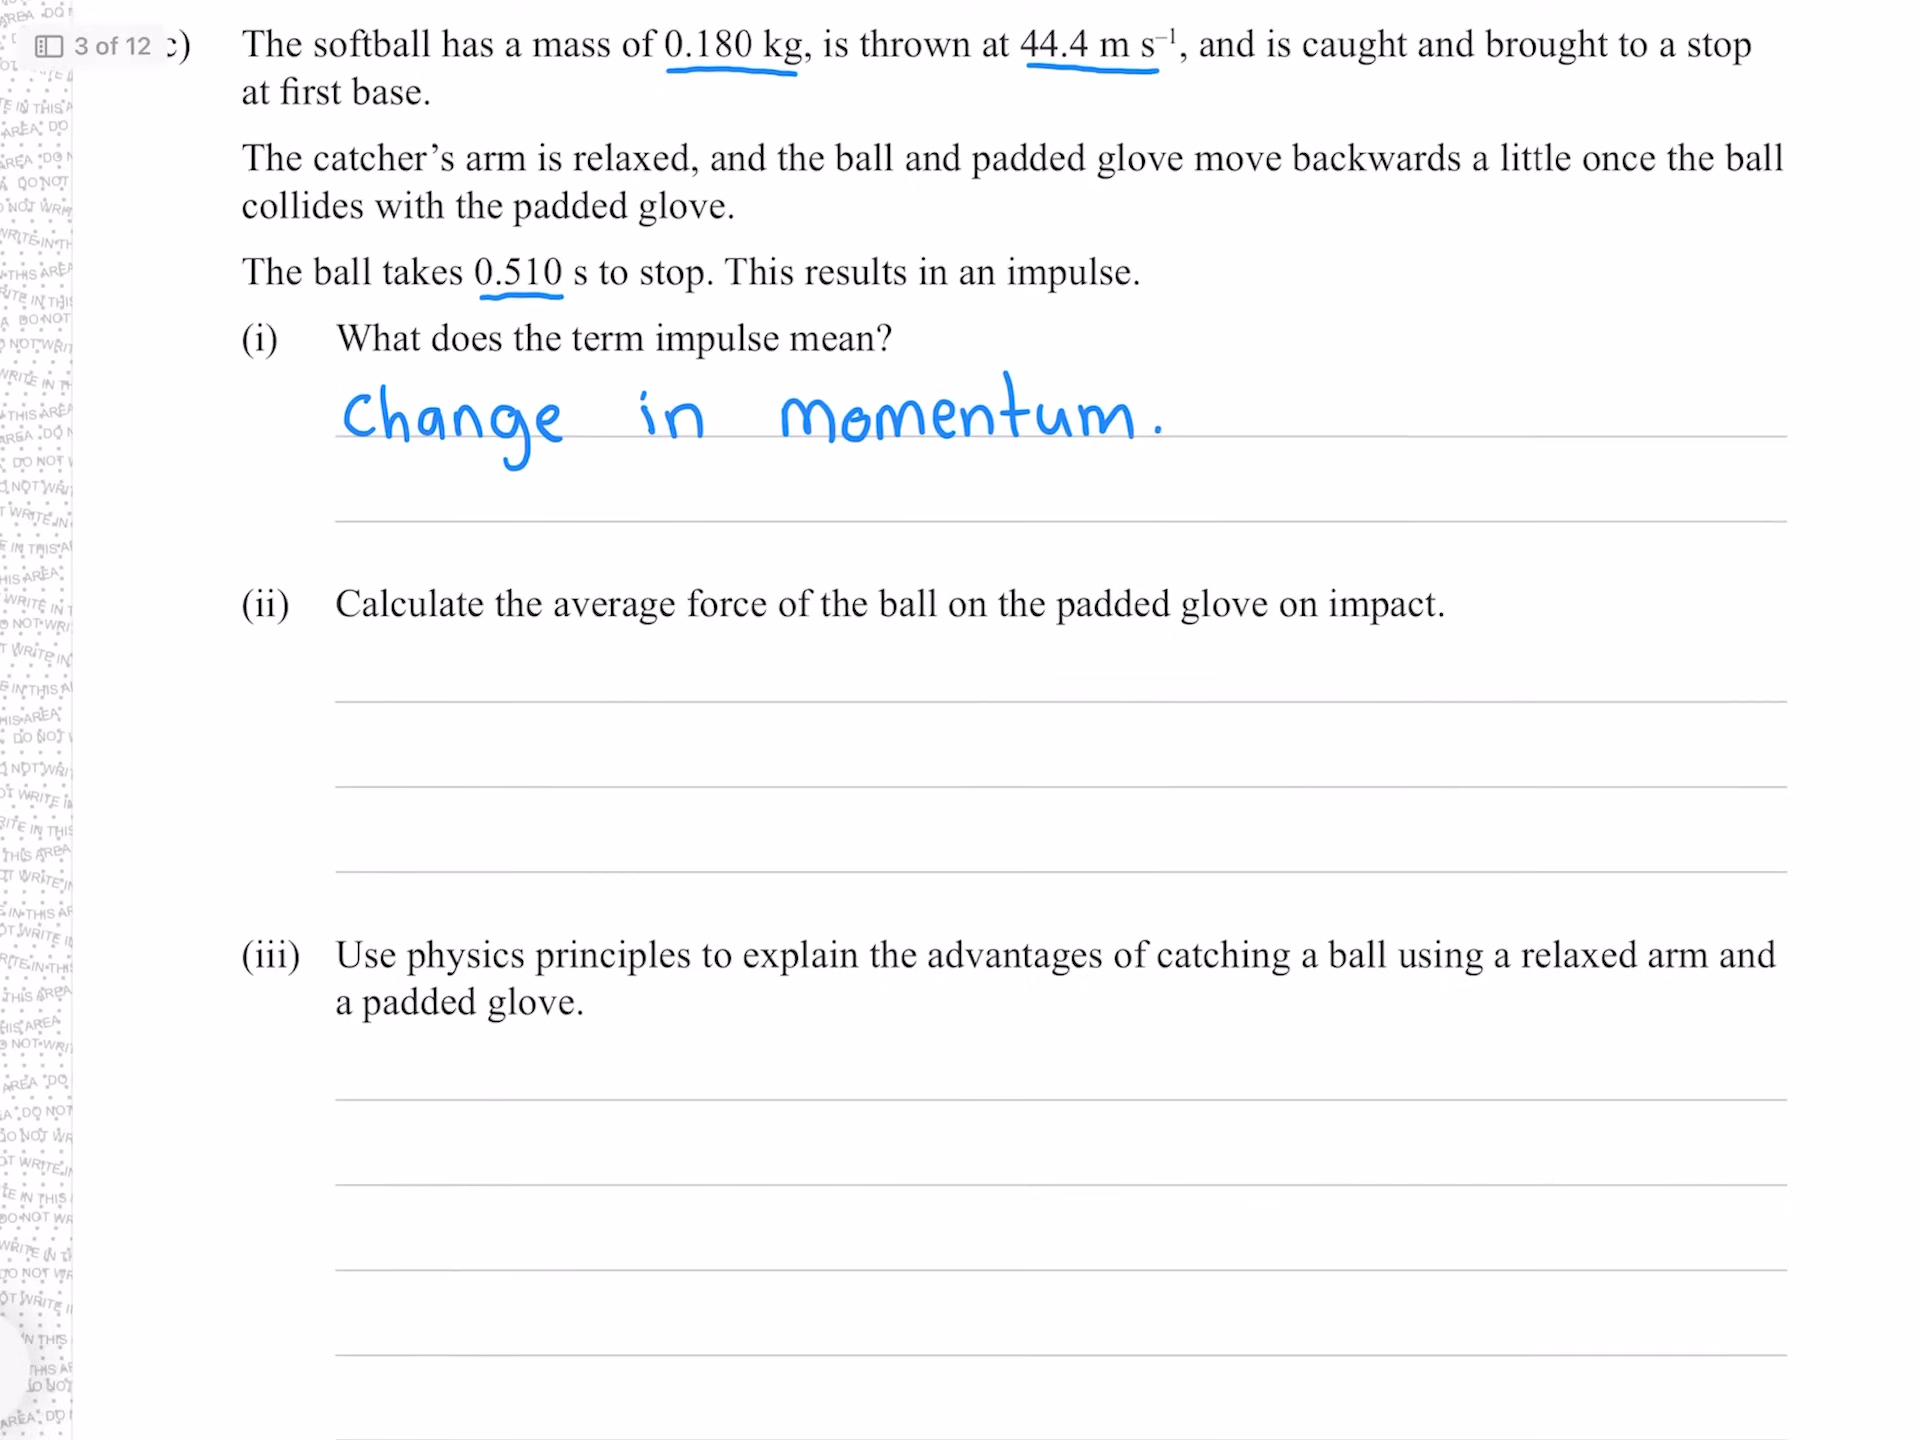 3 of 12
c) The softball has a mass of 0.180 kg, is thrown at 44.4 m s⁻¹, and is caught and brought to a stop
at first base.
The catcher’s arm is relaxed, and the ball and padded glove move backwards a little once the ball
collides with the padded glove.
The ball takes 0.510 s to stop. This results in an impulse.
(i) What does the term impulse mean?
change in momentum.
(ii) Calculate the average force of the ball on the padded glove on impact.
(iii) Use physics principles to explain the advantages of catching a ball using a relaxed arm and
a padded glove.